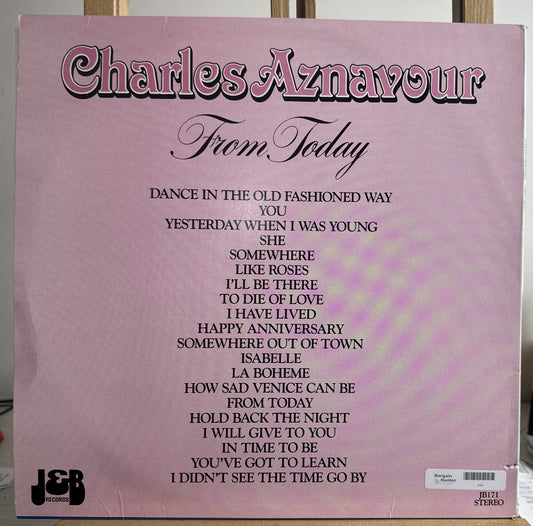 Charles Aznavour
From Today
DANCE IN THE OLD FASHIONED WAY
YOU
YESTERDAY WHEN I WAS YOUNG
SHE
SOMEWHERE
LIKE ROSES
I'LL BE THERE
TO DIE OF LOVE
I HAVE LIVED
HAPPY ANNIVERSARY
SOMEWHERE OUT OF TOWN
ISABELLE
LA BOHEME
HOW SAD VENICE CAN BE
FROM TODAY
HOLD BACK THE NIGHT
I WILL GIVE TO YOU
IN TIME TO BE
YOU'VE GOT TO LEARN
I DIDN'T SEE THE TIME GO BY
J&B
RECORDS
Bargain
Hunter
JB171
STEREO